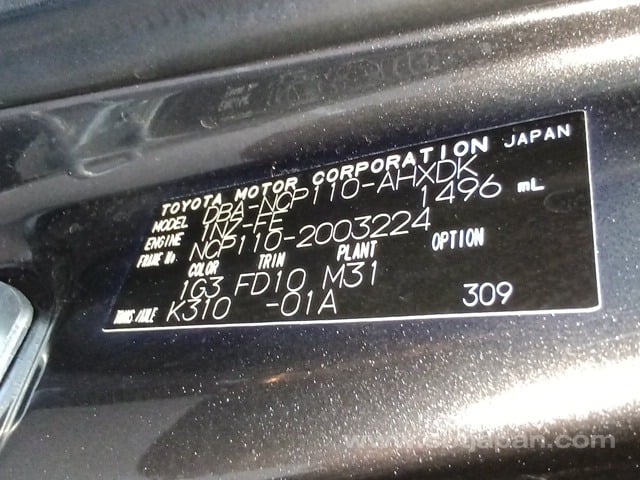 TOYOTA MOTOR CORPORATION JAPAN
MODEL DBA-NCP110-AHXDK
ENGINE 1NZ-FE 1496 mL
FRAME No. NCP110-2003224
COLOR TRIM PLANT OPTION
1G3 FD10 M31
TRANS/AXLE K310 -01A 309